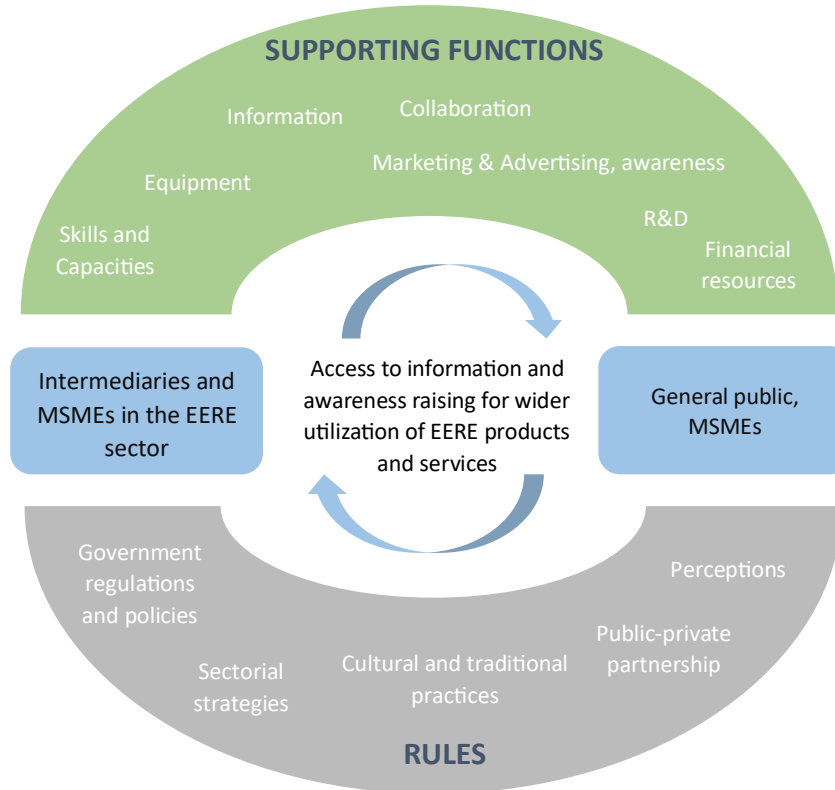 SUPPORTING FUNCTIONS
Information
Collaboration
Marketing & Advertising, awareness
Equipment
R&D
Skills and
Capacities
Financial
resources
Intermediaries and
MSMEs in the EERE
sector
Access to information and
awareness raising for wider
utilization of EERE products
and services
General public,
MSMEs
Government
regulations
and policies
Perceptions
Public-private
partnership
Sectorial
strategies
Cultural and traditional
practices
RULES